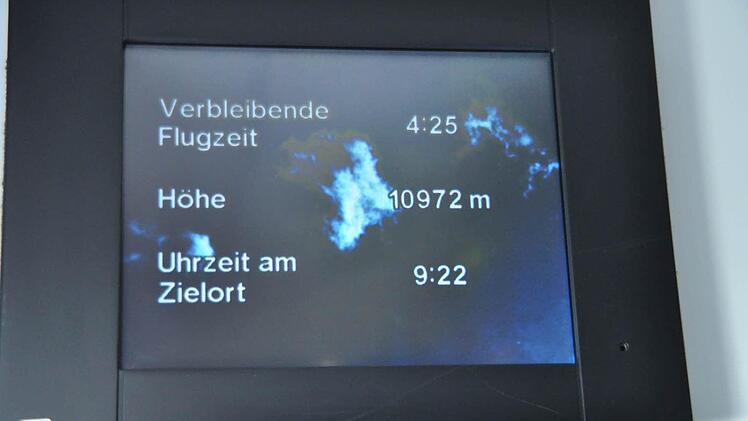 Verbleibende
Flugzeit 4:25
Höhe 10972 m
Uhrzeit am
Zielort 9:22